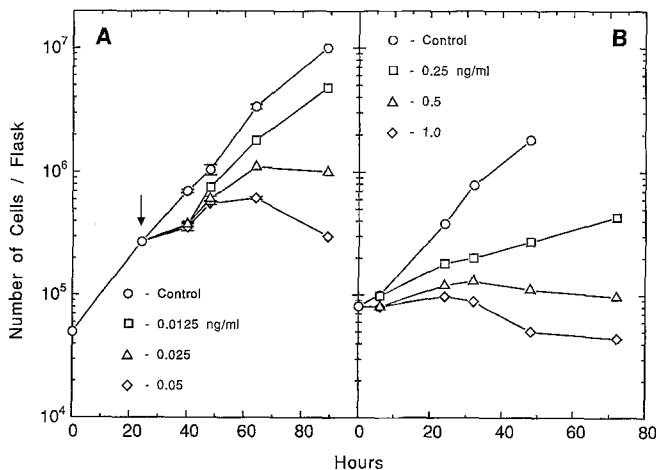 A
B
Number of Cells / Flask
10^7
10^6
10^5
10^4
○ - Control
□ - 0.0125 ng/ml
△ - 0.025
◇ - 0.05
○ - Control
□ - 0.25 ng/ml
△ - 0.5
◇ - 1.0
0 20 40 60 80 0 20 40 60 80
Hours